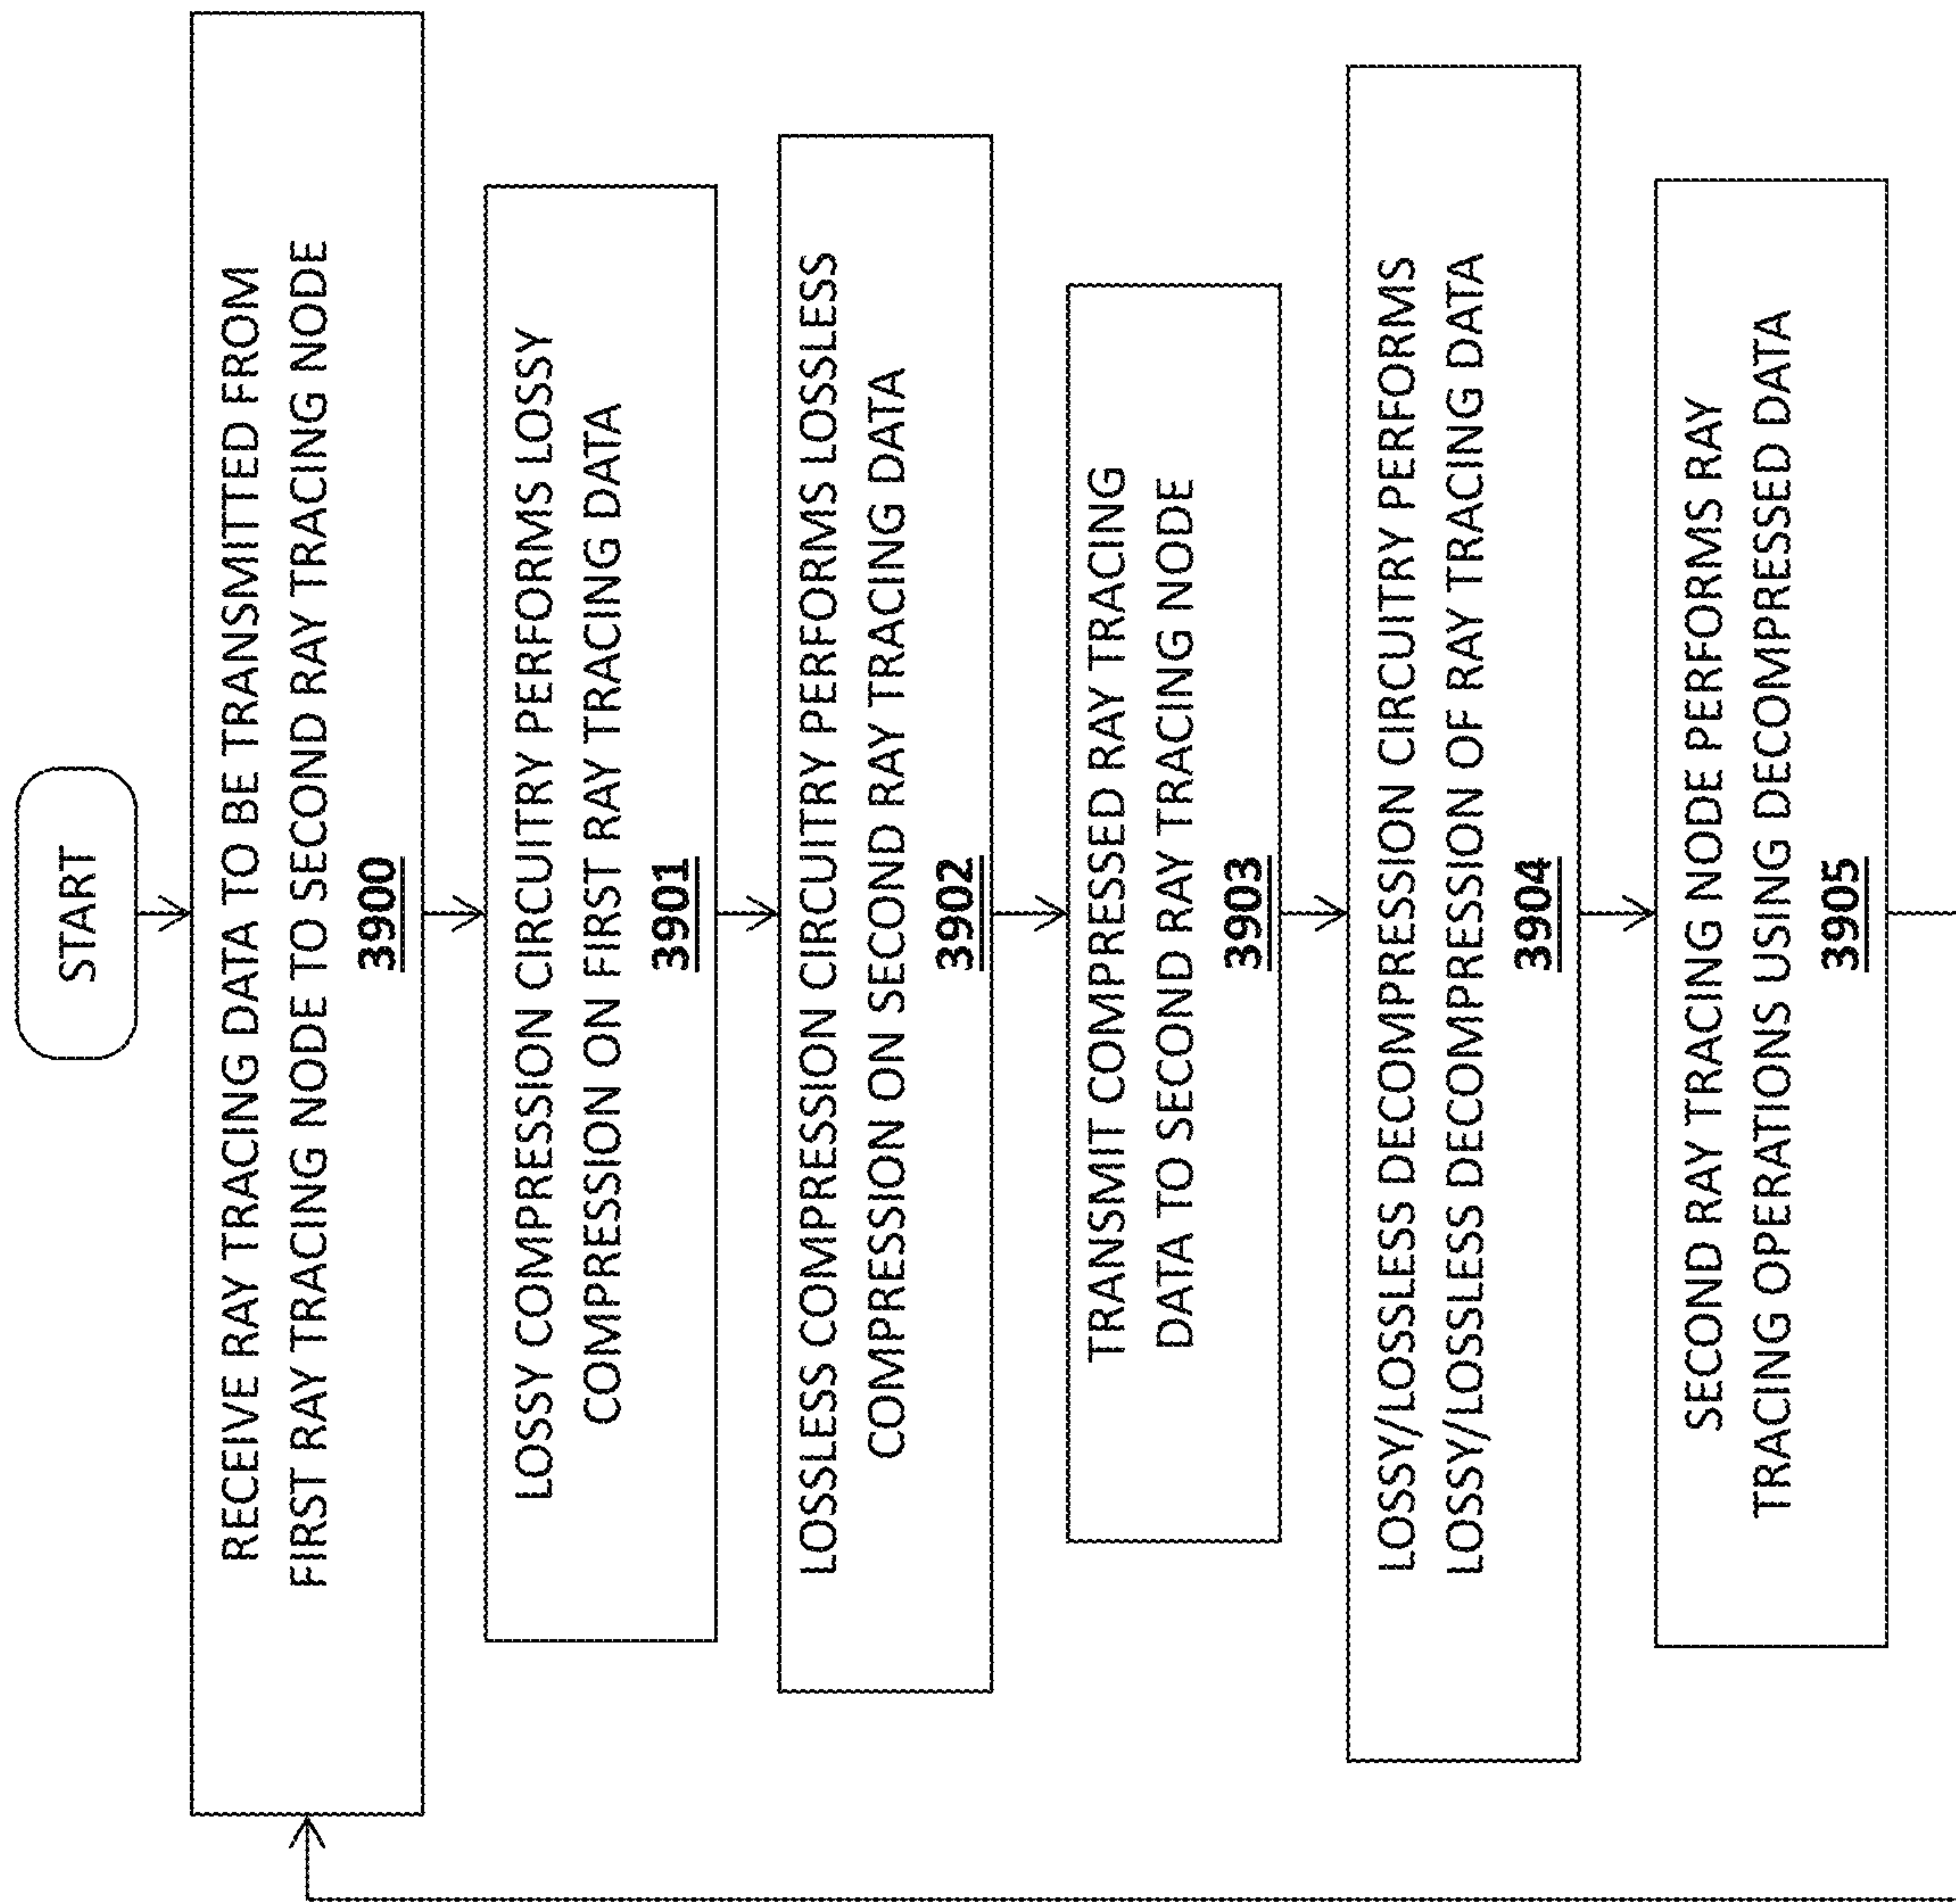 START
RECEIVE RAY TRACING DATA TO BE TRANSMITTED FROM
FIRST RAY TRACING NODE TO SECOND RAY TRACING NODE
3900
LOSSY COMPRESSION CIRCUITRY PERFORMS LOSSY
COMPRESSION ON FIRST RAY TRACING DATA
3901
LOSSLESS COMPRESSION CIRCUITRY PERFORMS LOSSLESS
COMPRESSION ON SECOND RAY TRACING DATA
3902
TRANSMIT COMPRESSED RAY TRACING
DATA TO SECOND RAY TRACING NODE
3903
LOSSY/LOSSLESS DECOMPRESSION CIRCUITRY PERFORMS
LOSSY/LOSSLESS DECOMPRESSION OF RAY TRACING DATA
3904
SECOND RAY TRACING NODE PERFORMS RAY
TRACING OPERATIONS USING DECOMPRESSED DATA
3905